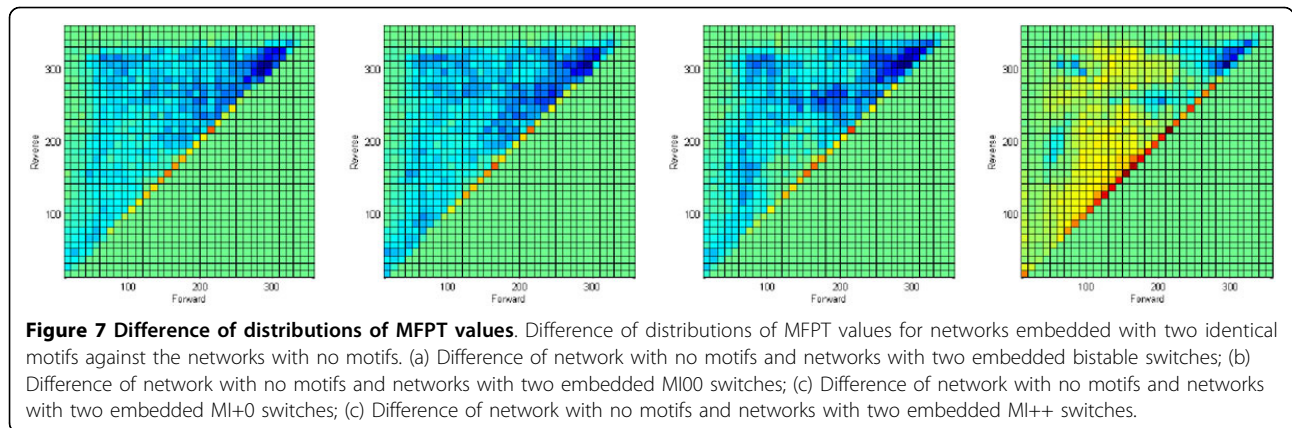 300
200
100
Reverse
100 200 300
Forward
300
200
100
Reverse
100 200 300
Forward
300
200
100
Reverse
100 200 300
Forward
300
200
100
Reverse
100 200 300
Forward
Figure 7 Difference of distributions of MFPT values. Difference of distributions of MFPT values for networks embedded with two identical
motifs against the networks with no motifs. (a) Difference of network with no motifs and networks with two embedded bistable switches; (b)
Difference of network with no motifs and networks with two embedded MI00 switches; (c) Difference of network with no motifs and networks
with two embedded MI+0 switches; (c) Difference of network with no motifs and networks with two embedded MI++ switches.